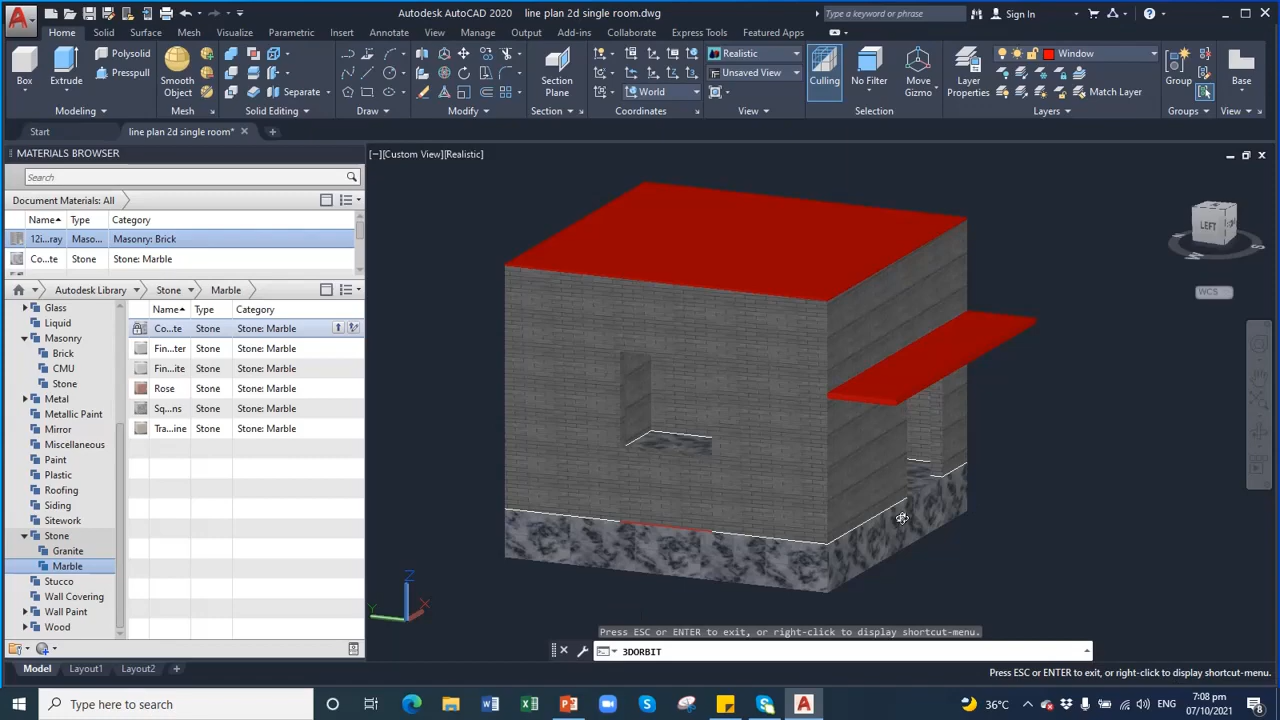 Autodesk AutoCAD 2020 line plan 2d single room.dwg
Type a keyword or phrase
Sign In
Home Solid Surface Mesh Visualize Parametric Insert Annotate View Manage Output Add-ins Collaborate Express Tools Featured Apps
Box
Extrude
Polysolid
Presspull
Modeling
Smooth Object
Mesh
Separate
Solid Editing
Draw
Modify
Section Plane
Section
World
Coordinates
Realistic
Unsaved View
View
Culling
No Filter
Move Gizmo
Selection
Layer Properties
Window
Match Layer
Layers
Group
Groups
Base
View
Start
line plan 2d single room*
MATERIALS BROWSER
Search
Document Materials: All
Name Type Category
12i...ray Maso... Masonry: Brick
Co...te Stone Stone: Marble
Autodesk Library Stone Marble
Name Type Category
Co...te Stone Stone: Marble
Fin...ter Stone Stone: Marble
Fin...ite Stone Stone: Marble
Rose Stone Stone: Marble
Sq...ns Stone Stone: Marble
Tra...ine Stone Stone: Marble
Glass
Liquid
Masonry
Brick
CMU
Stone
Metal
Metallic Paint
Mirror
Miscellaneous
Paint
Plastic
Roofing
Siding
Sitework
Stone
Granite
Marble
Stucco
Wall Covering
Wall Paint
Wood
[−][Custom View][Realistic]
LEFT
WCS
Z
Y
X
Press ESC or ENTER to exit, or right-click to display shortcut-menu.
3DORBIT
Model Layout1 Layout2
Press ESC or ENTER to exit, or right-click to display shortcut-menu.
Type here to search
36°C
ENG
7:08 pm
07/10/2021